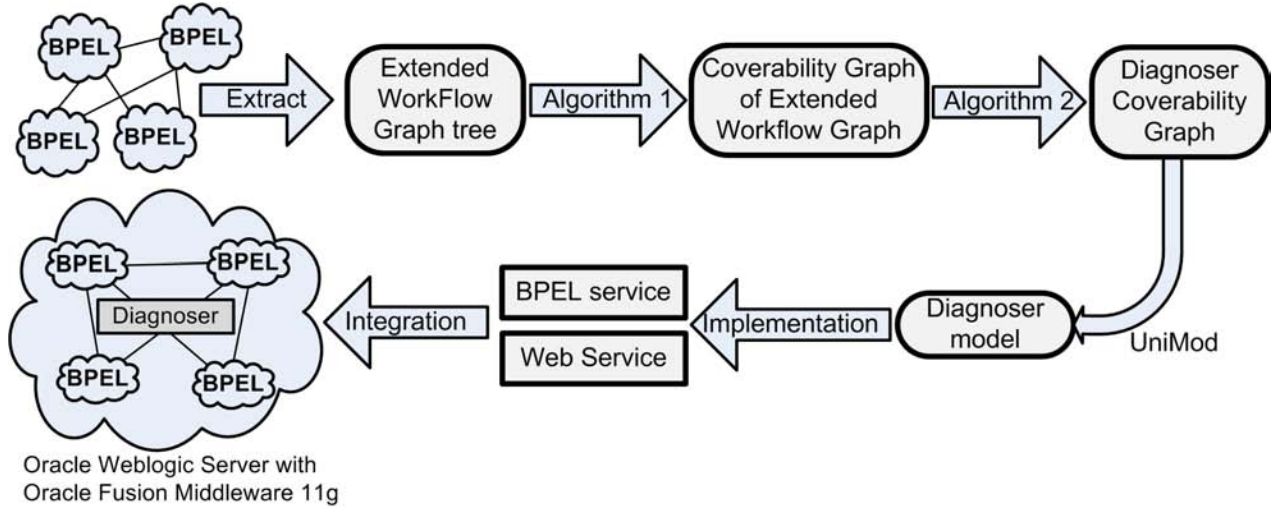 BPEL
BPEL
BPEL
BPEL
Extract
Extended
WorkFlow
Graph tree
Algorithm 1
Coverability Graph
of Extended
Workflow Graph
Algorithm 2
Diagnoser
Coverability
Graph
UniMod
Diagnoser
model
Implementation
BPEL service
Web Service
Integration
BPEL
BPEL
Diagnoser
BPEL
BPEL
Oracle Weblogic Server with
Oracle Fusion Middleware 11g